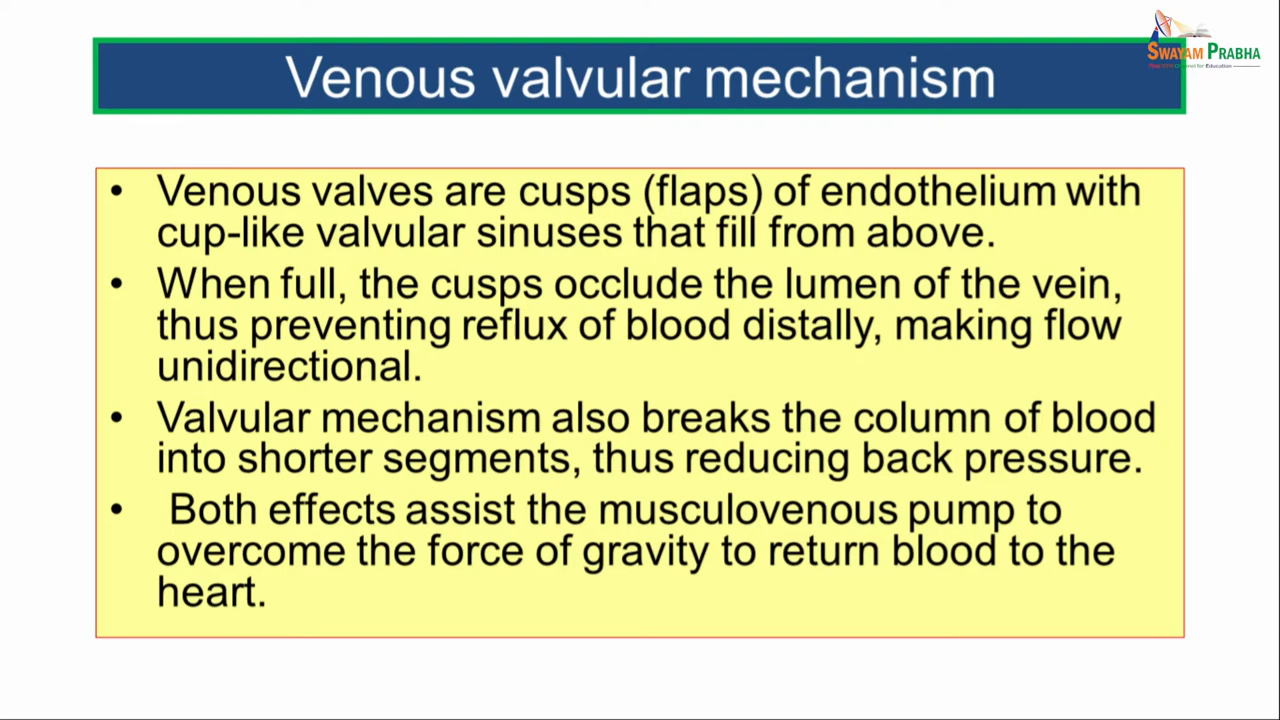 SWAYAM PRABHA
Venous valvular mechanism
• Venous valves are cusps (flaps) of endothelium with
cup-like valvular sinuses that fill from above.
• When full, the cusps occlude the lumen of the vein,
thus preventing reflux of blood distally, making flow
unidirectional.
• Valvular mechanism also breaks the column of blood
into shorter segments, thus reducing back pressure.
• Both effects assist the musculovenous pump to
overcome the force of gravity to return blood to the
heart.